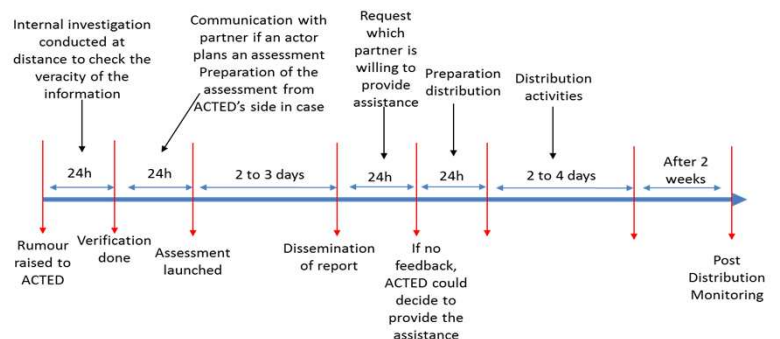 Internal investigation
conducted at
distance to check the
veracity of the
information
Communication with
partner if an actor
plans an assessment
Preparation of the
assessment from
ACTED's side in case
Request
which
partner is
willing to
provide
assistance
Preparation
distribution
Distribution
activities
24h
24h
2 to 3 days
24h
24h
2 to 4 days
After 2
weeks
Rumour
raised to
ACTED
Verification
done
Assessment
launched
Dissemination
of report
If no
feedback,
ACTED could
decide to
provide the
assistance
Post
Distribution
Monitoring